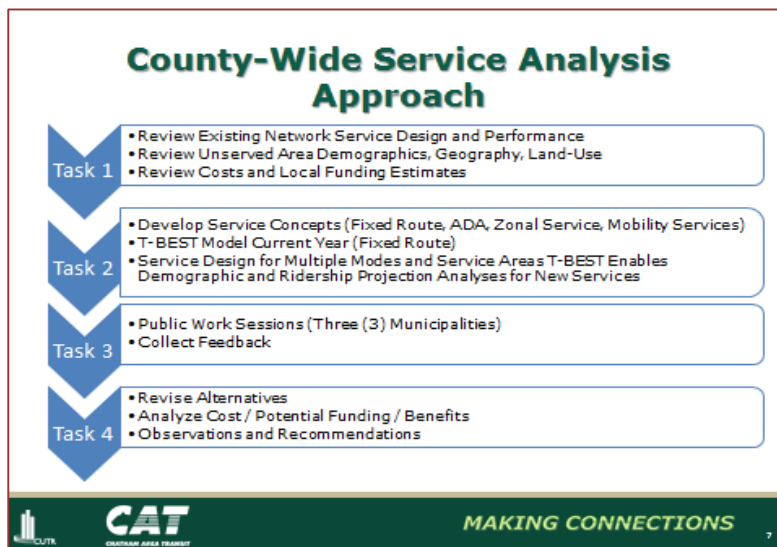 County-Wide Service Analysis
Approach
Task 1
• Review Existing Network Service Design and Performance
• Review Unserved Area Demographics, Geography, Land-Use
• Review Costs and Local Funding Estimates
Task 2
• Develop Service Concepts (Fixed Route, ADA, Zonal Service, Mobility Services)
• T-BEST Model Current Year (Fixed Route)
• Service Design for Multiple Modes and Service Areas T-BEST Enables
Demographic and Ridership Projection Analyses for New Services
Task 3
• Public Work Sessions (Three (3) Municipalities)
• Collect Feedback
Task 4
• Revise Alternatives
• Analyze Cost / Potential Funding / Benefits
• Observations and Recommendations
CUTR
CAT
CHATHAM AREA TRANSIT
MAKING CONNECTIONS
7